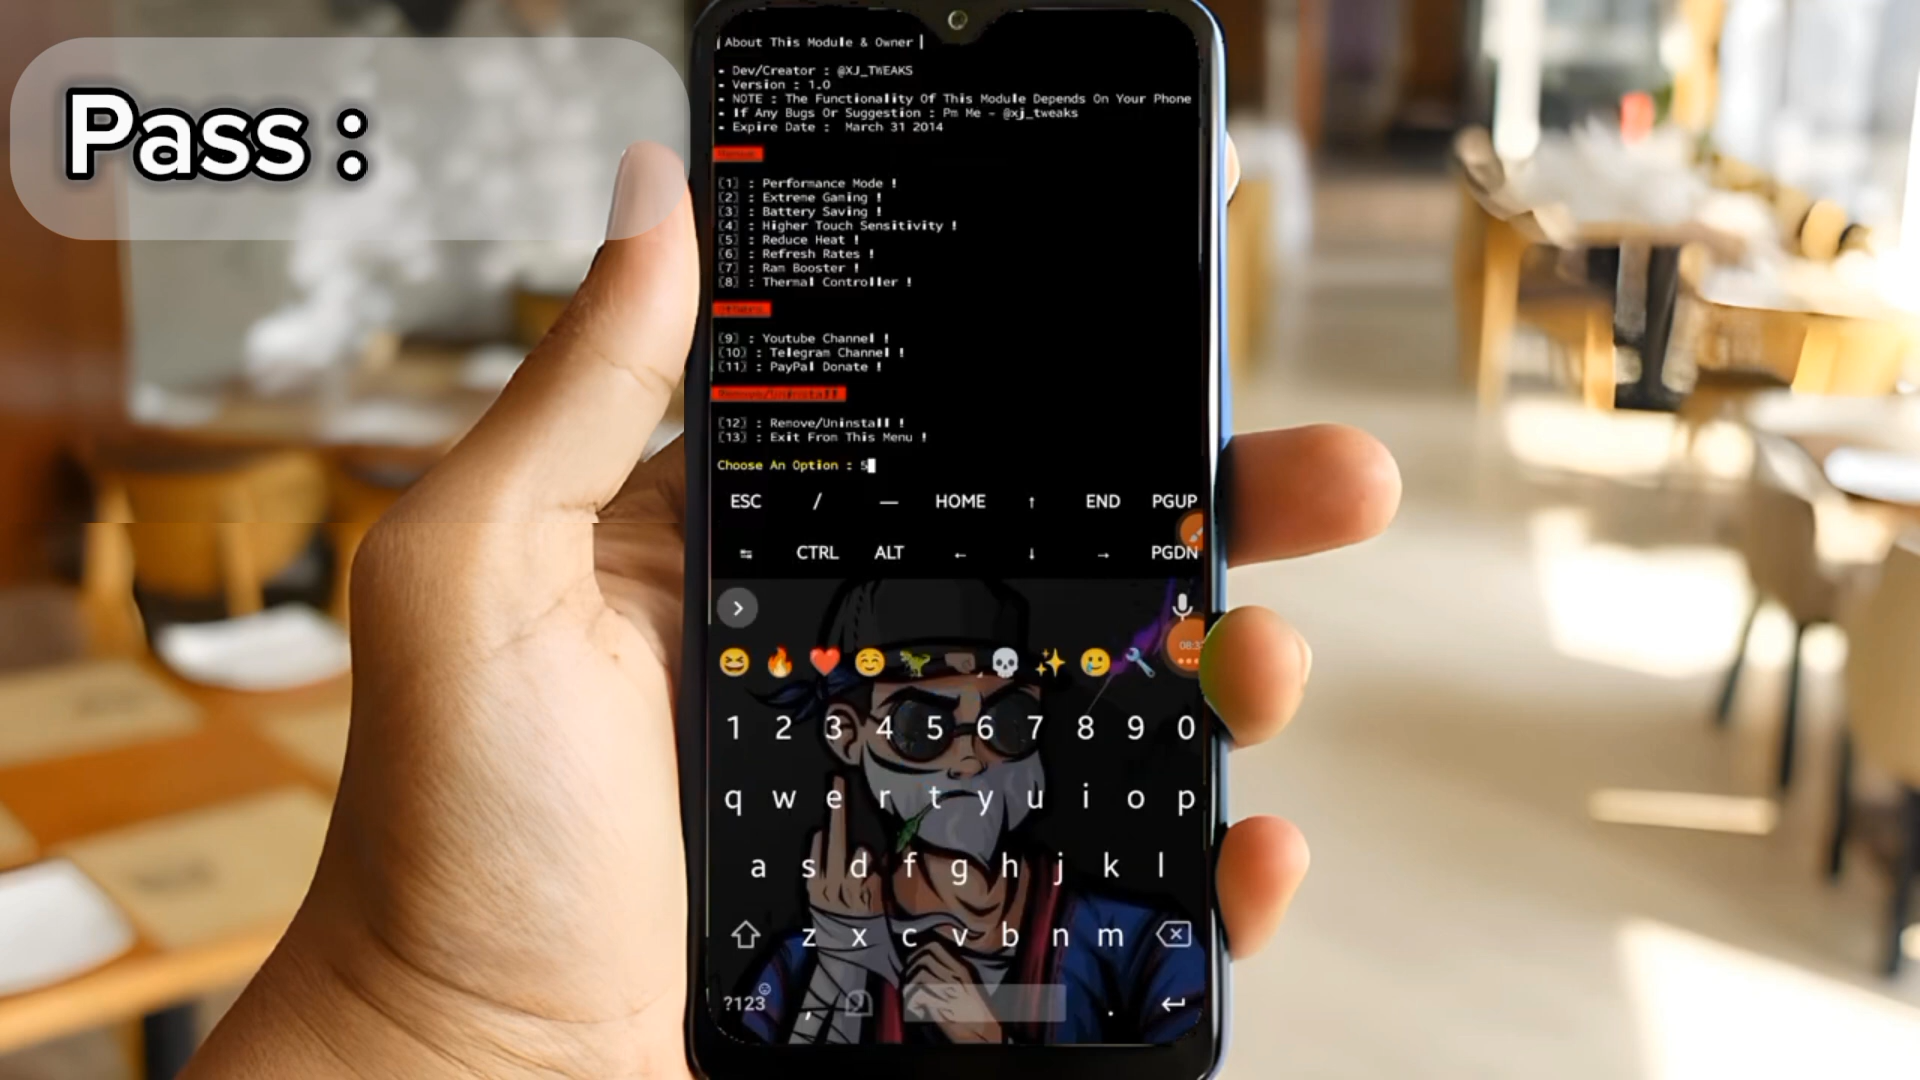 Pass :
About This Module & Owner
- Dev/Creator : @XJ_TWEAKS
- Version : 1.0
- NOTE : The Functionality Of This Module Depends On Your Phone
- If Any Bugs Or Suggestion : Pm Me - @xj_tweaks
- Expire Date : March 31 2014
[1] : Performance Mode !
[2] : Extreme Gaming !
[3] : Battery Saving !
[4] : Higher Touch Sensitivity !
[5] : Reduce Heat !
[6] : Refresh Rates !
[7] : Ram Booster !
[8] : Thermal Controller !
Others
[9] : Youtube Channel !
[10] : Telegram Channel !
[11] : PayPal Donate !
Remove/Uninstall
[12] : Remove/Uninstall !
[13] : Exit From This Menu !
Choose An Option : 5
ESC / — HOME ↑ END PGUP
⇆ CTRL ALT ← ↓ → PGDN
1 2 3 4 5 6 7 8 9 0
q w e r t y u i o p
a s d f g h j k l
z x c v b n m
?123 , .